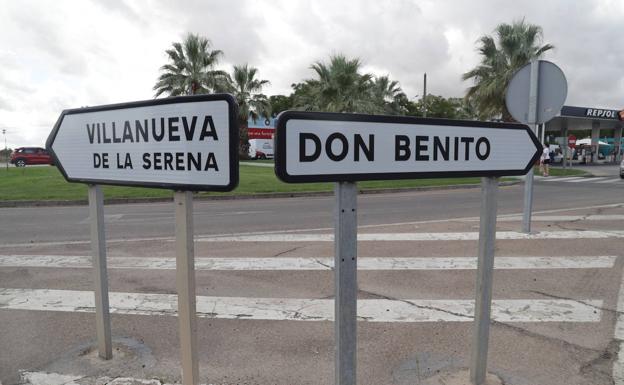 VILLANUEVA
DE LA SERENA
DON BENITO
REPSOL